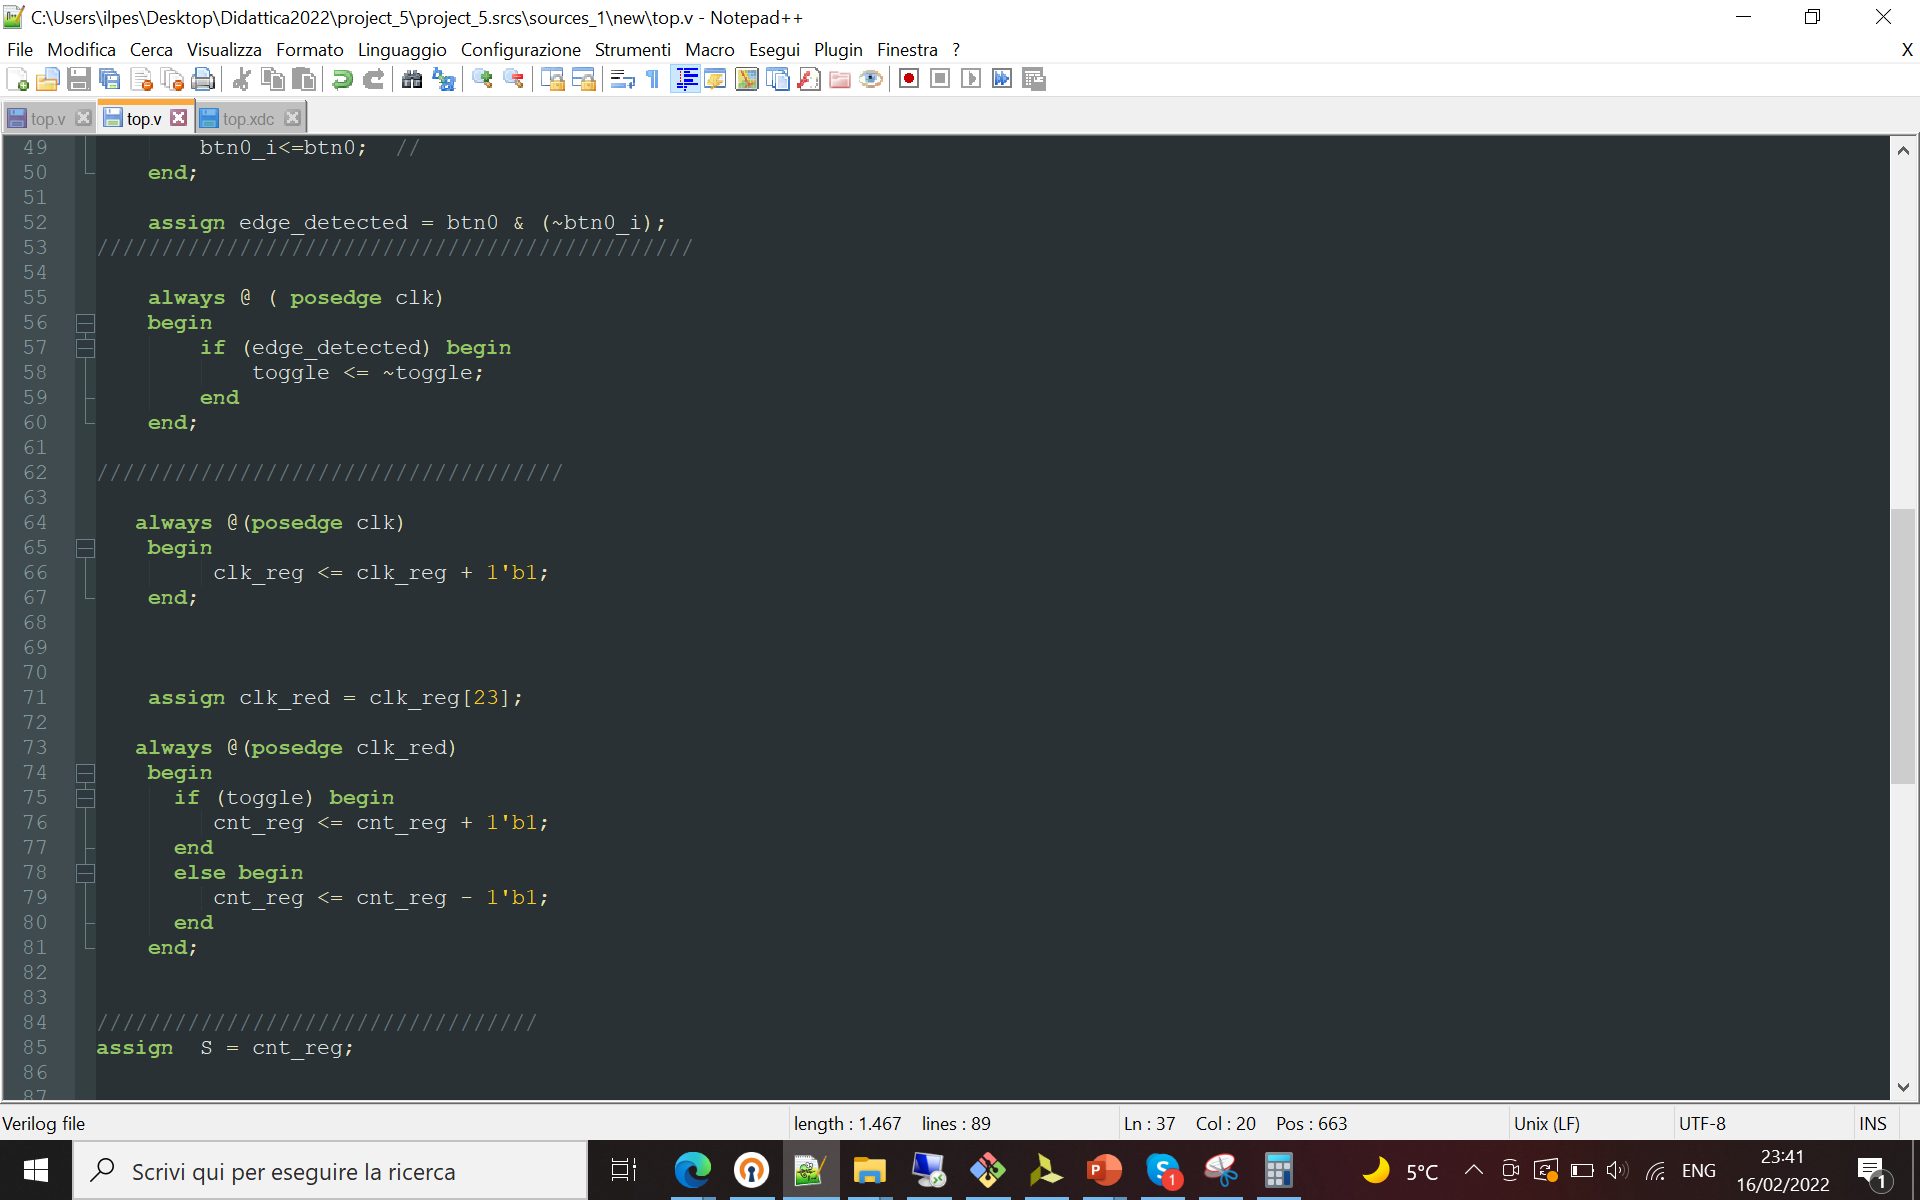 C:\Users\ilpes\Desktop\Didattica2022\project_5\project_5.srcs\sources_1\new\top.v - Notepad++
File Modifica Cerca Visualizza Formato Linguaggio Configurazione Strumenti Macro Esegui Plugin Finestra ? X
top.v top.v top.xdc
49 btn0_i<=btn0; //
50 end;
51
52 assign edge_detected = btn0 & (~btn0_i);
53 //////////////////////////////////////////////
54
55 always @ ( posedge clk)
56 begin
57 if (edge_detected) begin
58 toggle <= ~toggle;
59 end
60 end;
61
62 ////////////////////////////////////
63
64 always @(posedge clk)
65 begin
66 clk_reg <= clk_reg + 1'b1;
67 end;
68
69
70
71 assign clk_red = clk_reg[23];
72
73 always @(posedge clk_red)
74 begin
75 if (toggle) begin
76 cnt_reg <= cnt_reg + 1'b1;
77 end
78 else begin
79 cnt_reg <= cnt_reg - 1'b1;
80 end
81 end;
82
83
84 //////////////////////////////////
85 assign S = cnt_reg;
86
87
Verilog file length : 1.467 lines : 89 Ln : 37 Col : 20 Pos : 663 Unix (LF) UTF-8 INS
Scrivi qui per eseguire la ricerca 1 5°C ENG 23:41 16/02/2022 1